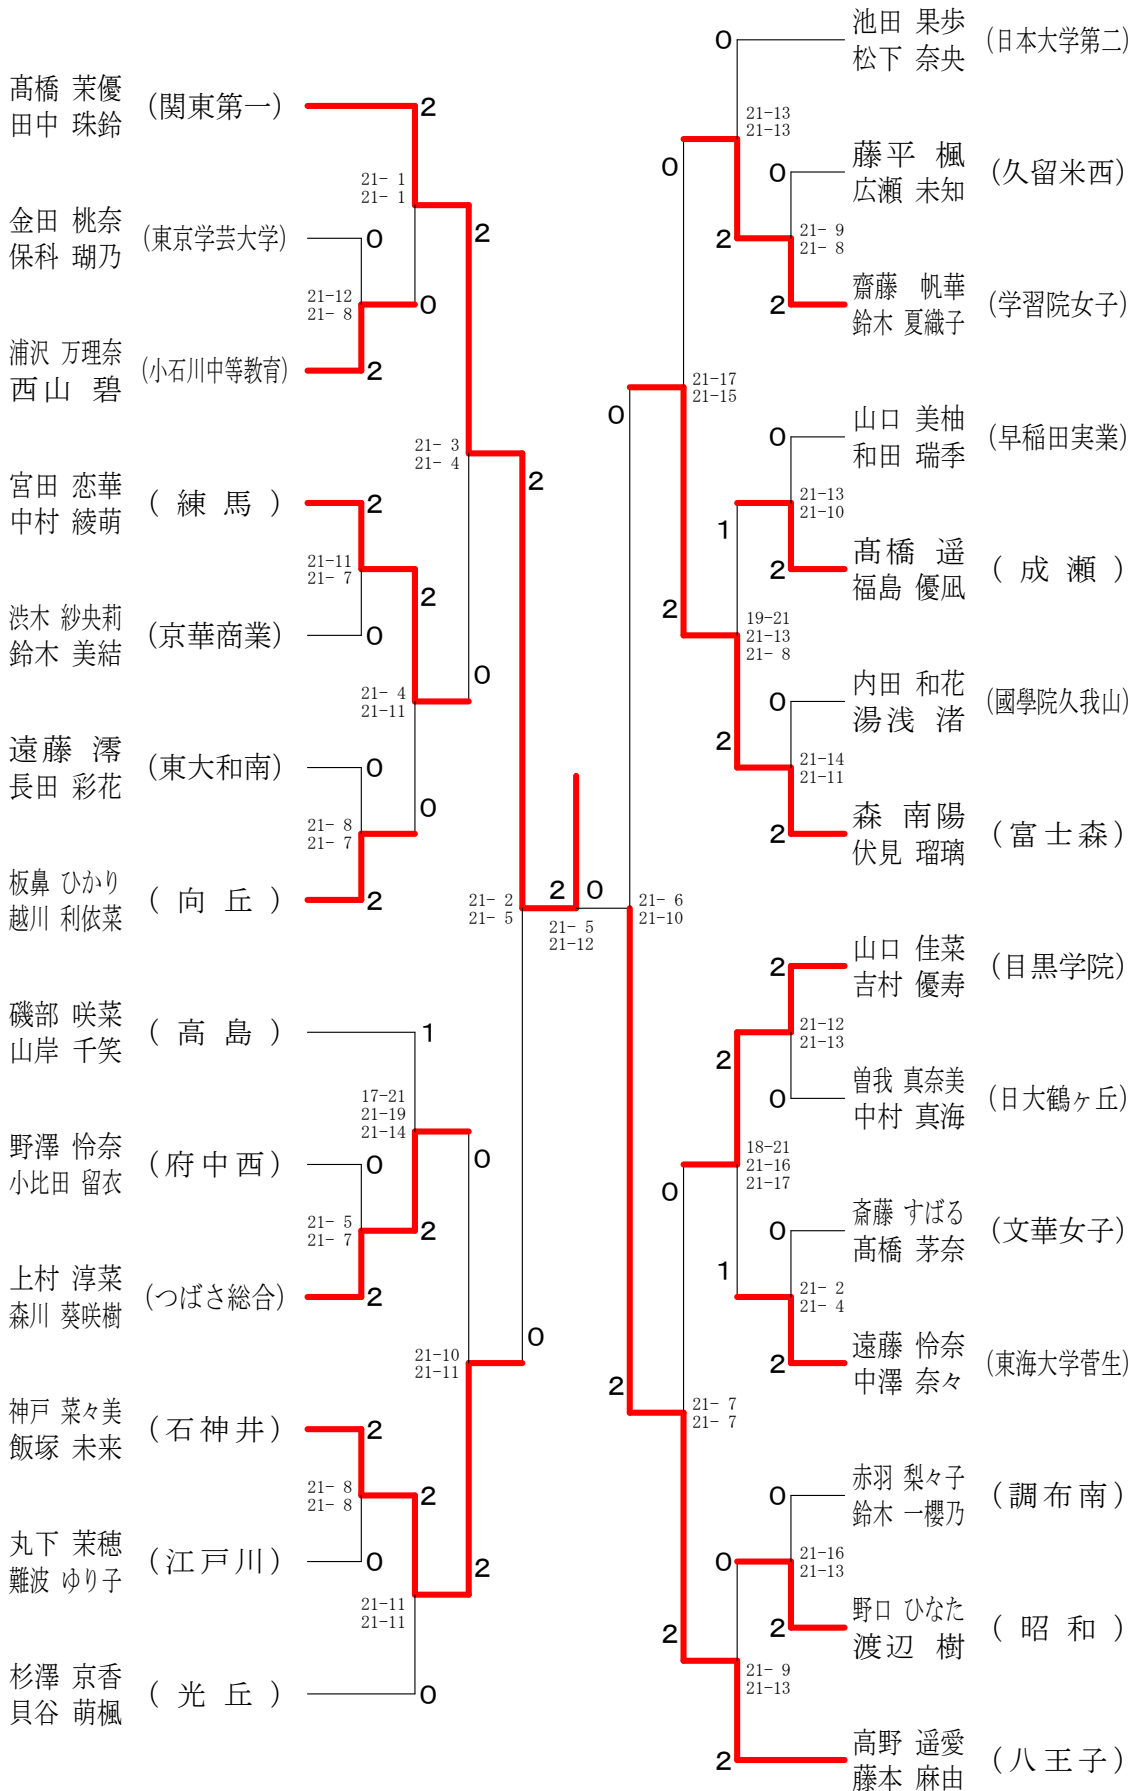 髙橋 茉優
田中 珠鈴
(関東第一)
2
21- 1
21- 1
金田 桃奈
保科 瑚乃
(東京学芸大学)
0
2
21-12
21- 8
0
浦沢 万理奈
西山 碧
(小石川中等教育)
2
21- 3
21- 4
2
宮田 恋華
中村 綾萌
(練馬)
2
21-11
21- 7
2
渋木 紗央莉
鈴木 美結
(京華商業)
0
0
21- 4
21-11
遠藤 澪
長田 彩花
(東大和南)
0
0
21- 8
21- 7
板鼻 ひかり
越川 利依菜
(向丘)
2
21- 2
21- 5
2
0
21- 5
21-12
磯部 咲菜
山岸 千笑
(高島)
1
17-21
21-19
21-14
野澤 怜奈
小比田 留衣
(府中西)
0
0
21- 5
21- 7
2
上村 淳菜
森川 葵咲樹
(つばさ総合)
2
0
21-10
21-11
神戸 菜々美
飯塚 未来
(石神井)
2
21- 8
21- 8
2
丸下 茉穂
難波 ゆり子
(江戸川)
0
2
21-11
21-11
杉澤 京香
貝谷 萌楓
(光丘)
0
0
池田 果歩
松下 奈央
(日本大学第二)
21-13
21-13
0
0
藤平 楓
広瀬 未知
(久留米西)
2
21- 9
21- 8
2
齋藤 帆華
鈴木 夏織子
(学習院女子)
21-17
21-15
0
0
山口 美柚
和田 瑞季
(早稲田実業)
21-13
21-10
1
2
髙橋 遥
福島 優凪
(成瀬)
2
19-21
21-13
21- 8
0
内田 和花
湯浅 渚
(國學院久我山)
2
21-14
21-11
2
森 南陽
伏見 瑠璃
(富士森)
21- 6
21-10
2
山口 佳菜
吉村 優寿
(目黒学院)
21-12
21-13
2
0
曽我 真奈美
中村 真海
(日大鶴ヶ丘)
18-21
21-16
21-17
0
0
斎藤 すばる
髙橋 茅奈
(文華女子)
1
21- 2
21- 4
2
遠藤 怜奈
中澤 奈々
(東海大学菅生)
2
21- 7
21- 7
0
赤羽 梨々子
鈴木 一櫻乃
(調布南)
0
21-16
21-13
2
野口 ひなた
渡辺 樹
(昭和)
2
21- 9
21-13
2
高野 遥愛
藤本 麻由
(八王子)